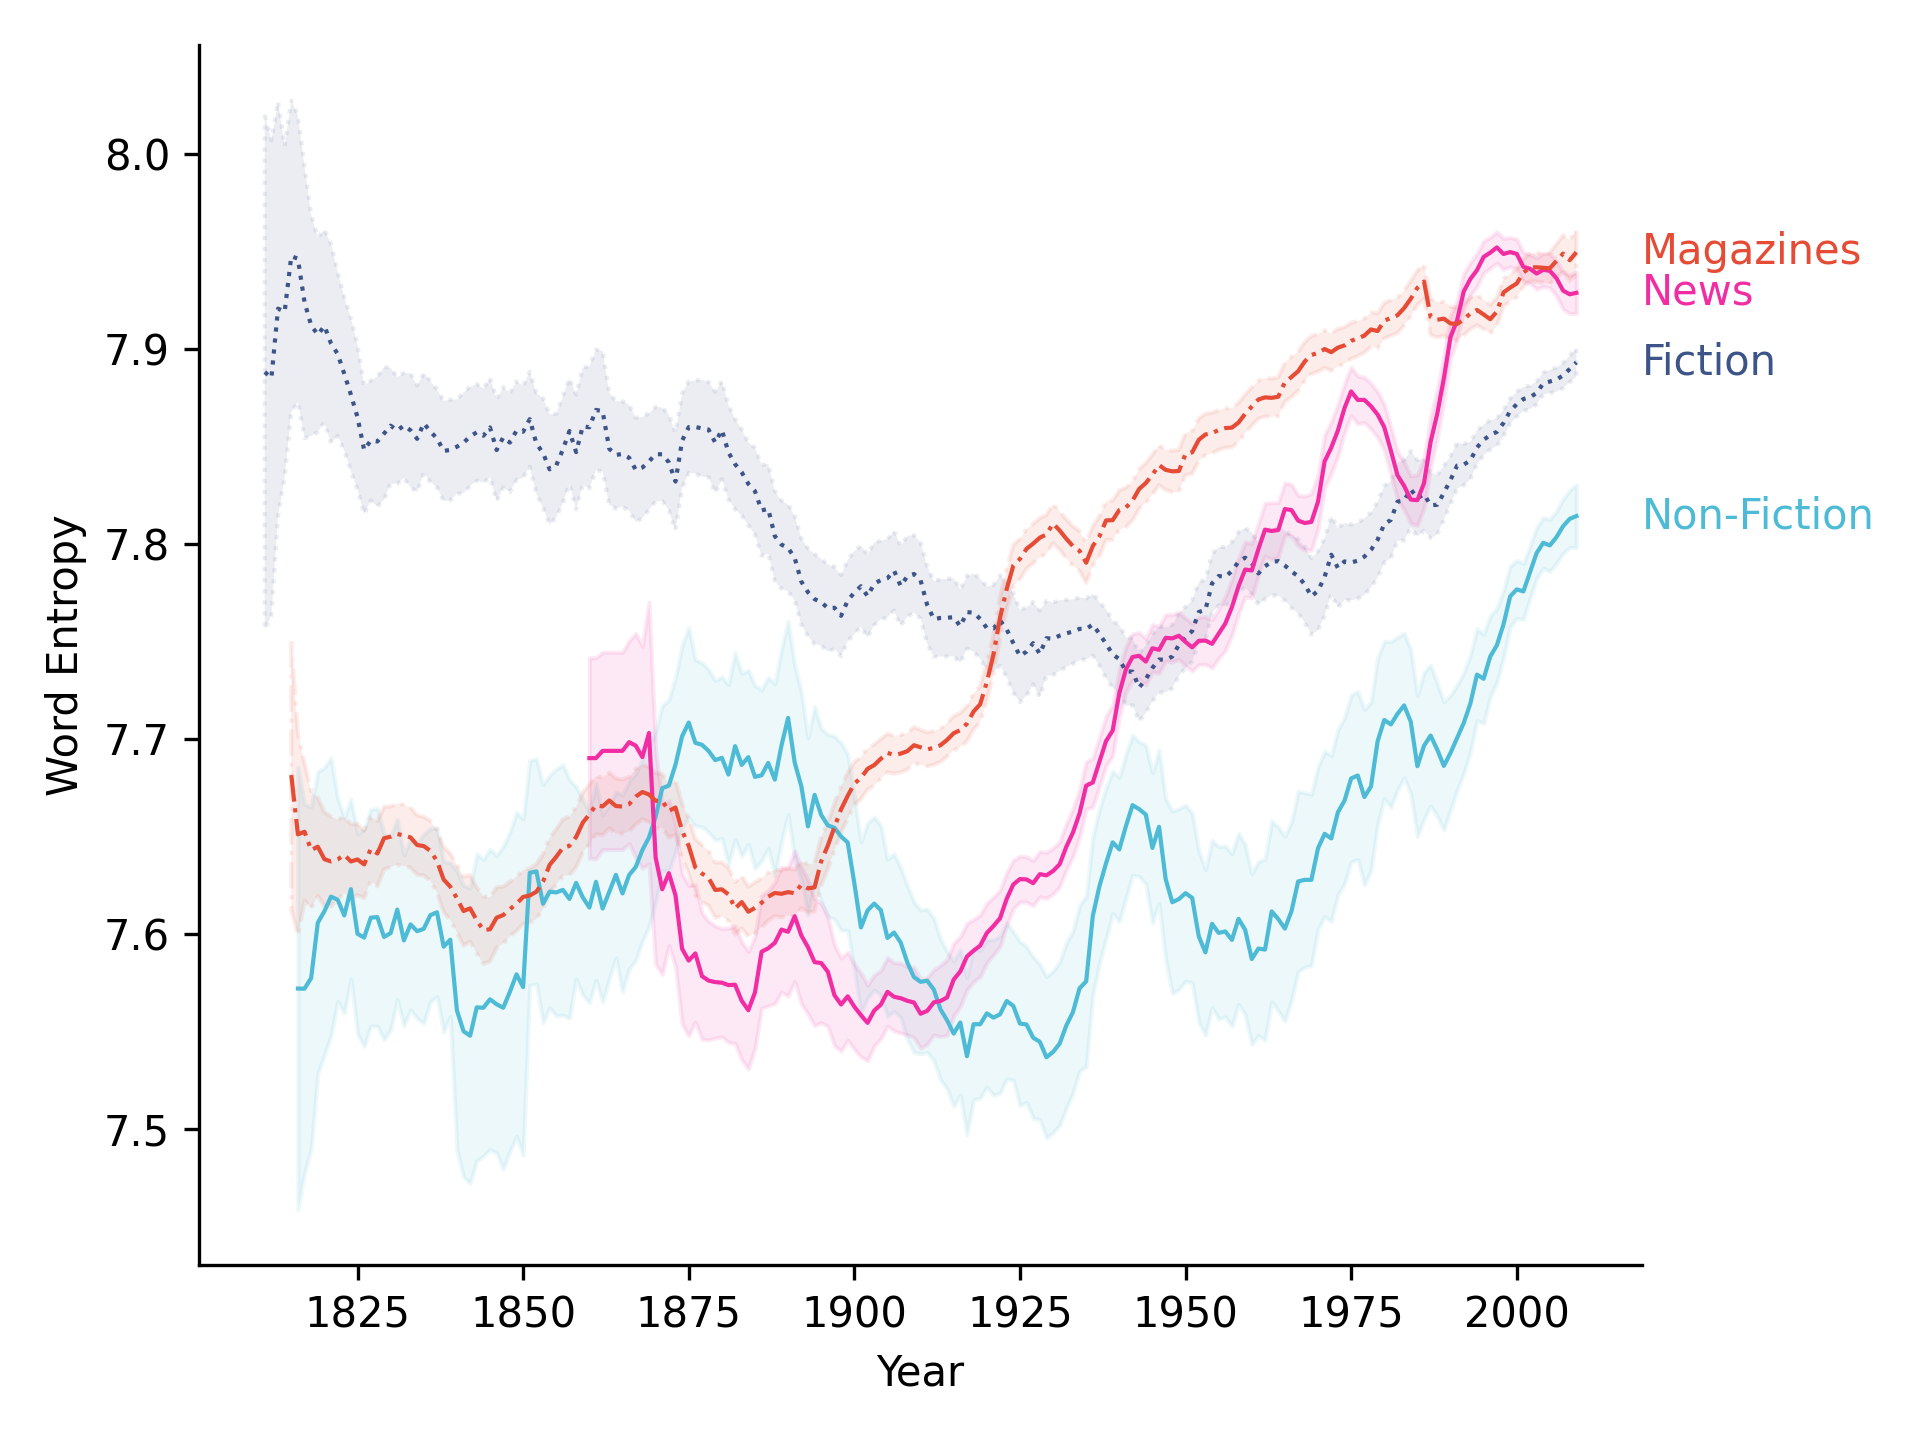 8.0
7.9
7.8
7.7
7.6
7.5
Word Entropy
Magazines
News
Fiction
Non-Fiction
1825 1850 1875 1900 1925 1950 1975 2000
Year